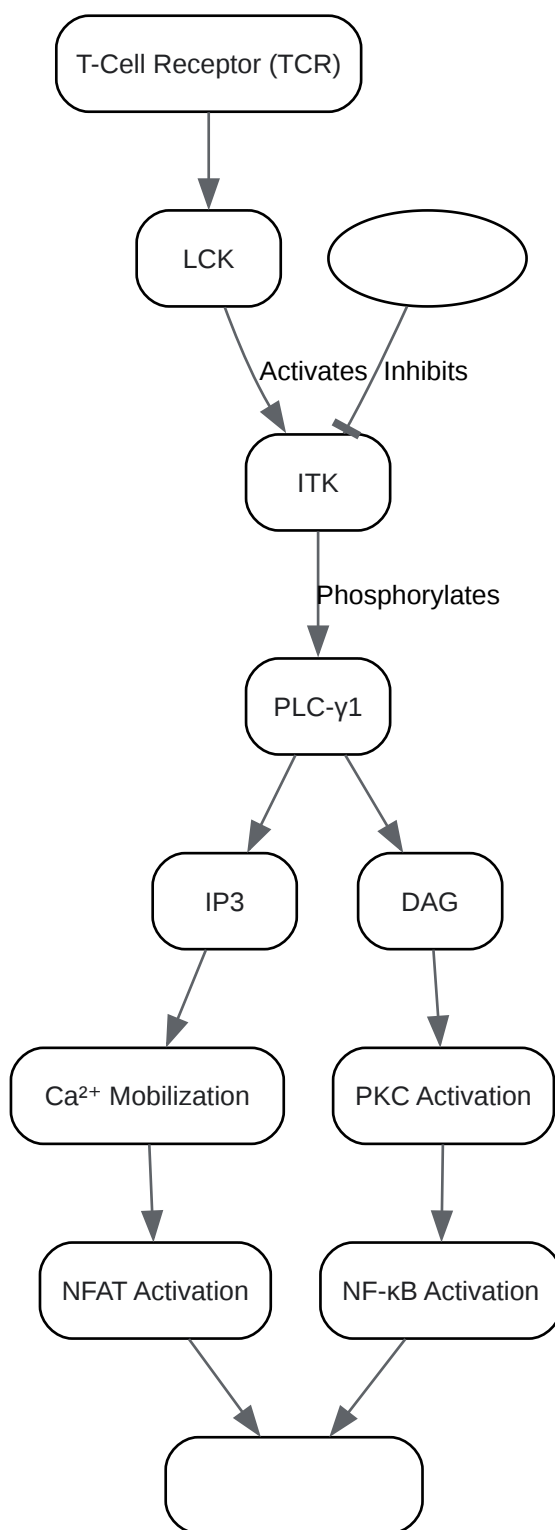 T-Cell Receptor (TCR)
LCK
Activates
Inhibits
ITK
Phosphorylates
PLC-γ1
IP3
DAG
Ca²⁺ Mobilization
PKC Activation
NFAT Activation
NF-κB Activation